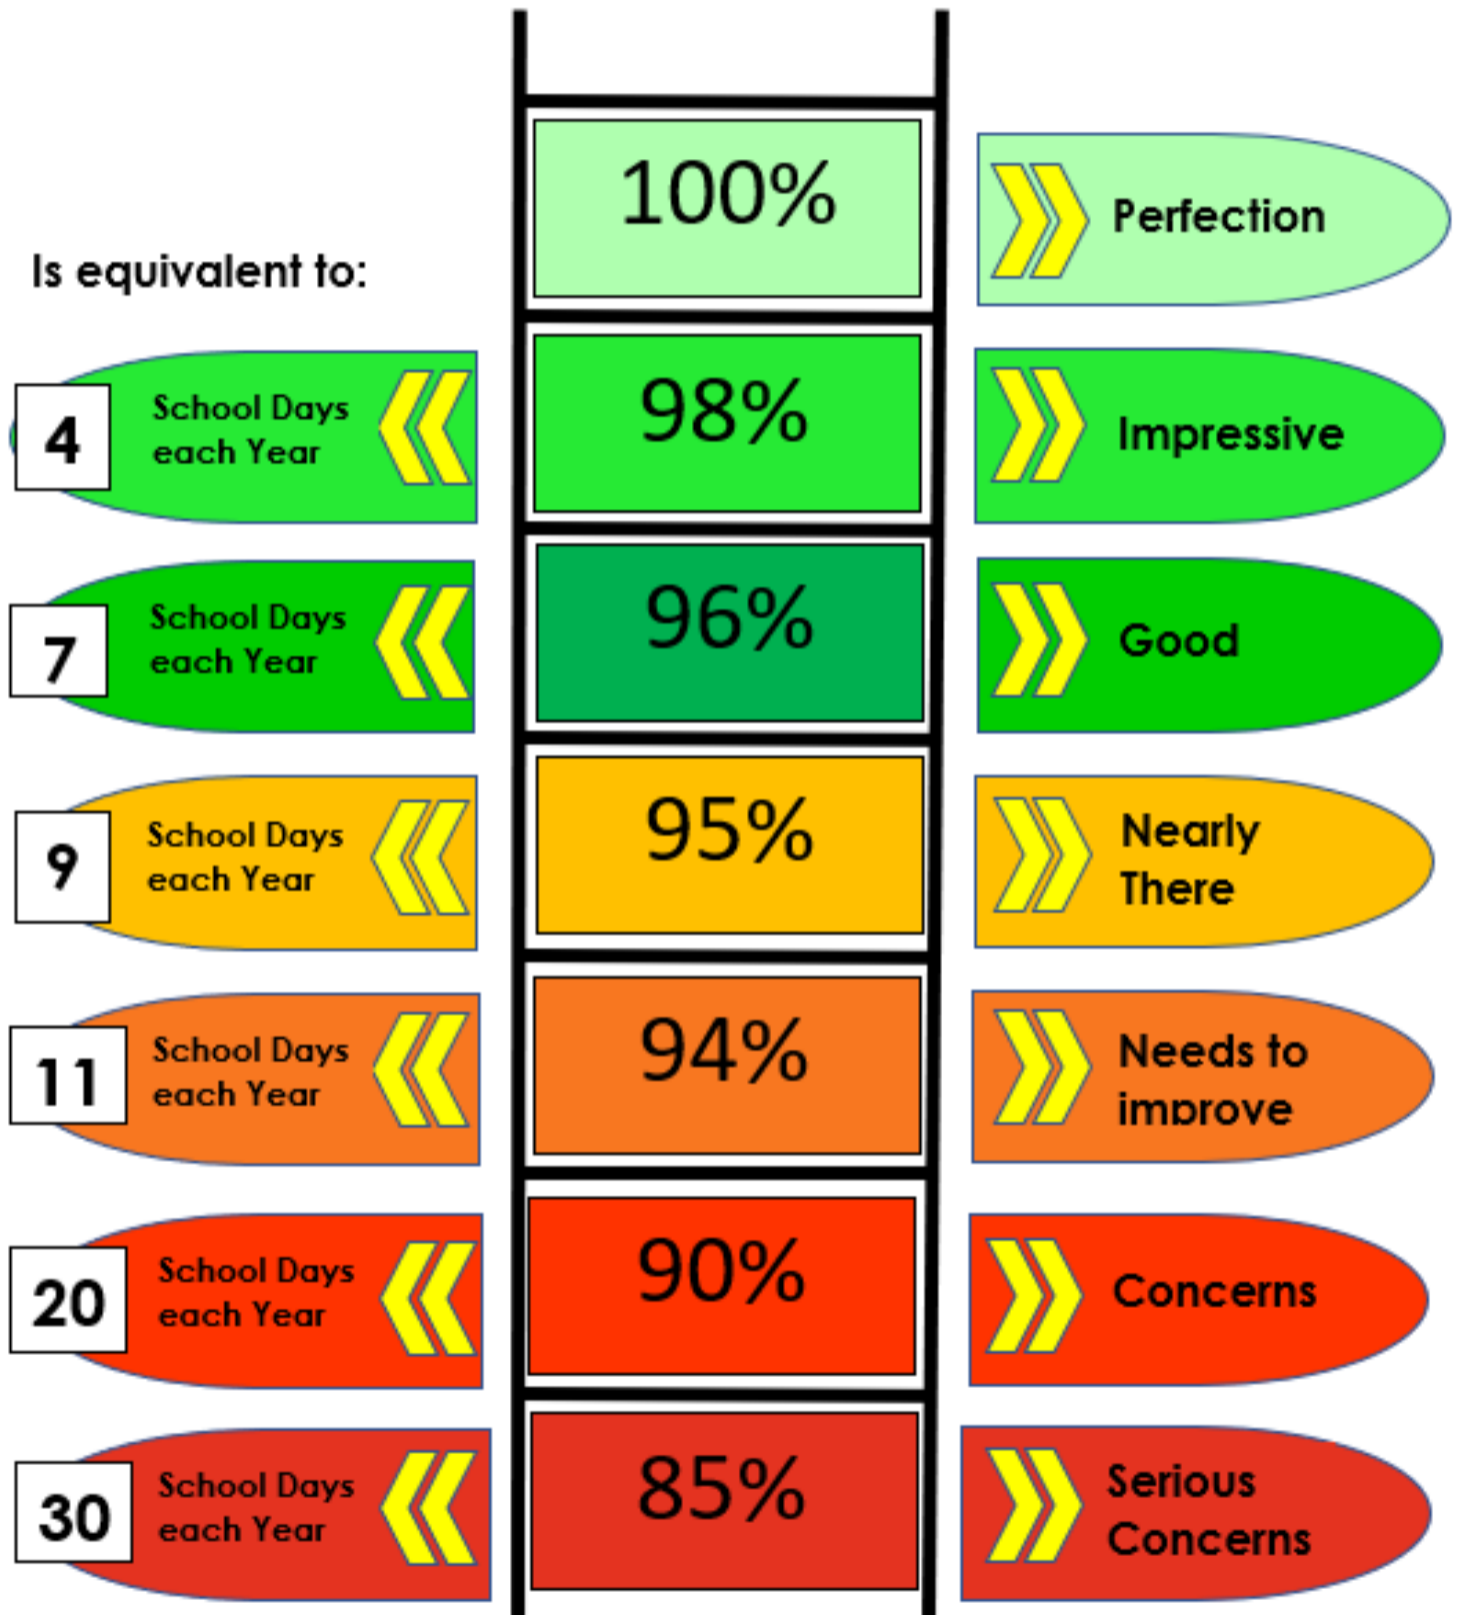 100%
Perfection
Is equivalent to:
4
School Days
each Year
98%
Impressive
7
School Days
each Year
96%
Good
9
School Days
each Year
95%
Nearly
There
11
School Days
each Year
94%
Needs to
improve
20
School Days
each Year
90%
Concerns
30
School Days
each Year
85%
Serious
Concerns